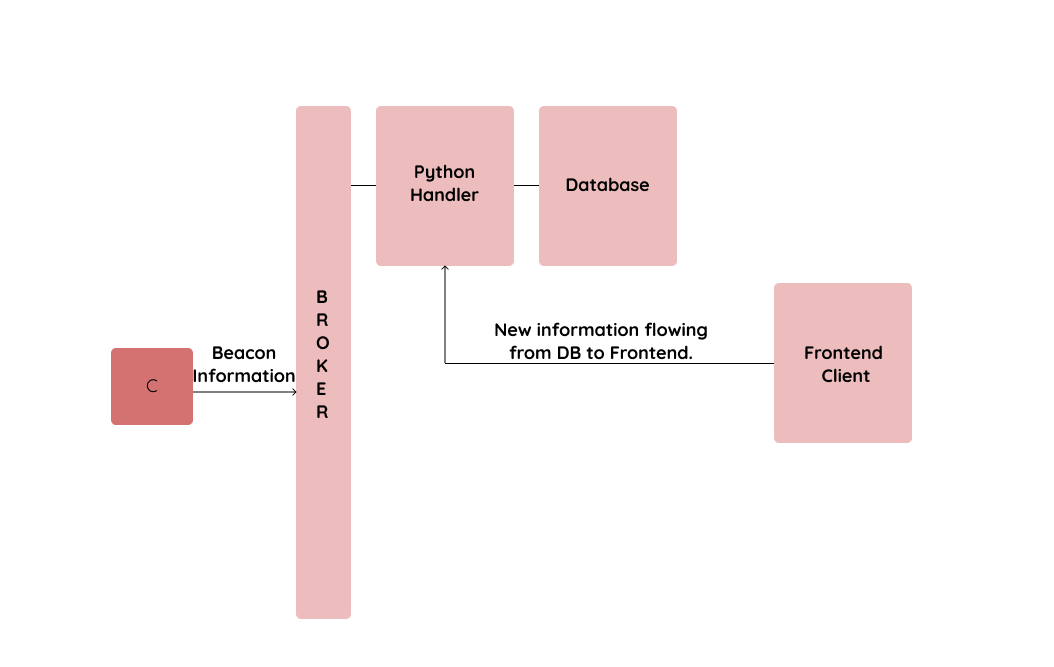 Python
Handler
Database
B
R
O
K
E
R
New information flowing
from DB to Frontend.
Frontend
Client
Beacon
Information
C